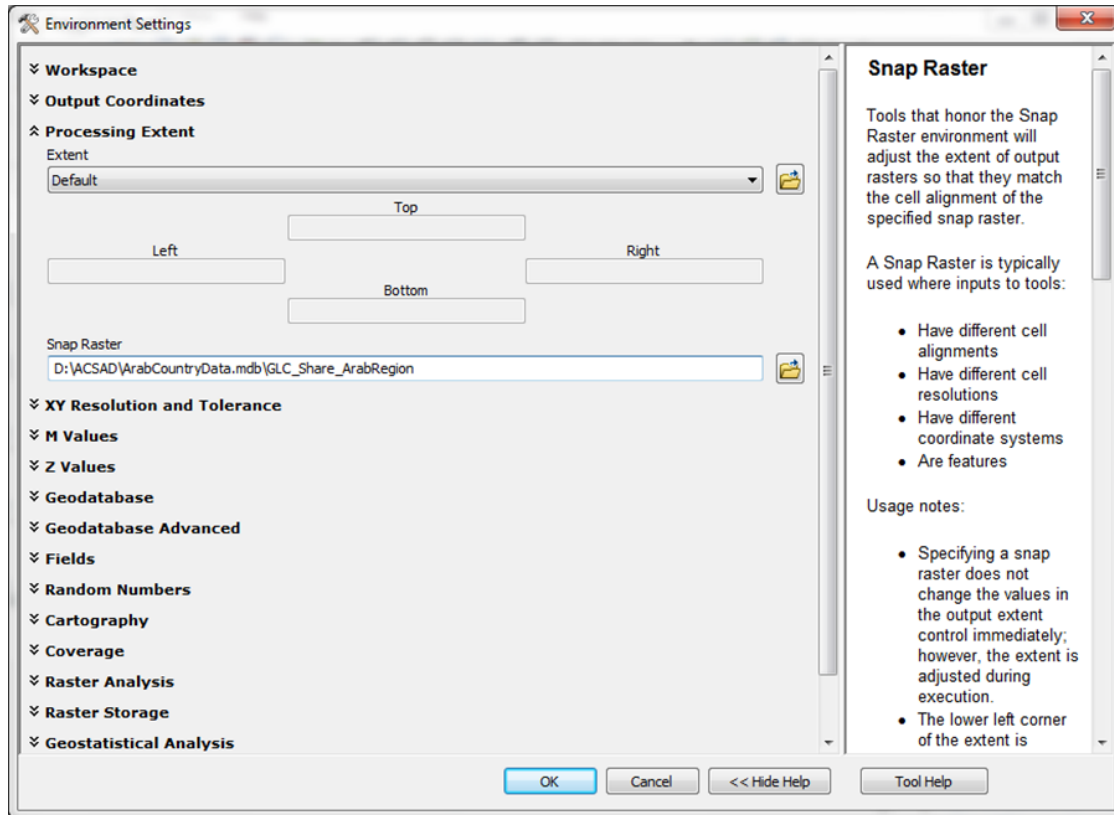 Environment Settings
Workspace
Output Coordinates
Processing Extent
Extent
Default
Top
Left
Right
Bottom
Snap Raster
D:\ACSAD\ArabCountryData.mdb\GLC_Share_ArabRegion
XY Resolution and Tolerance
M Values
Z Values
Geodatabase
Geodatabase Advanced
Fields
Random Numbers
Cartography
Coverage
Raster Analysis
Raster Storage
Geostatistical Analysis
Snap Raster
Tools that honor the Snap
Raster environment will
adjust the extent of output
rasters so that they match
the cell alignment of the
specified snap raster.
A Snap Raster is typically
used where inputs to tools:
• Have different cell
alignments
• Have different cell
resolutions
• Have different
coordinate systems
• Are features
Usage notes:
• Specifying a snap
raster does not
change the values in
the output extent
control immediately;
however, the extent is
adjusted during
execution.
• The lower left corner
of the extent is
OK
Cancel
<< Hide Help
Tool Help